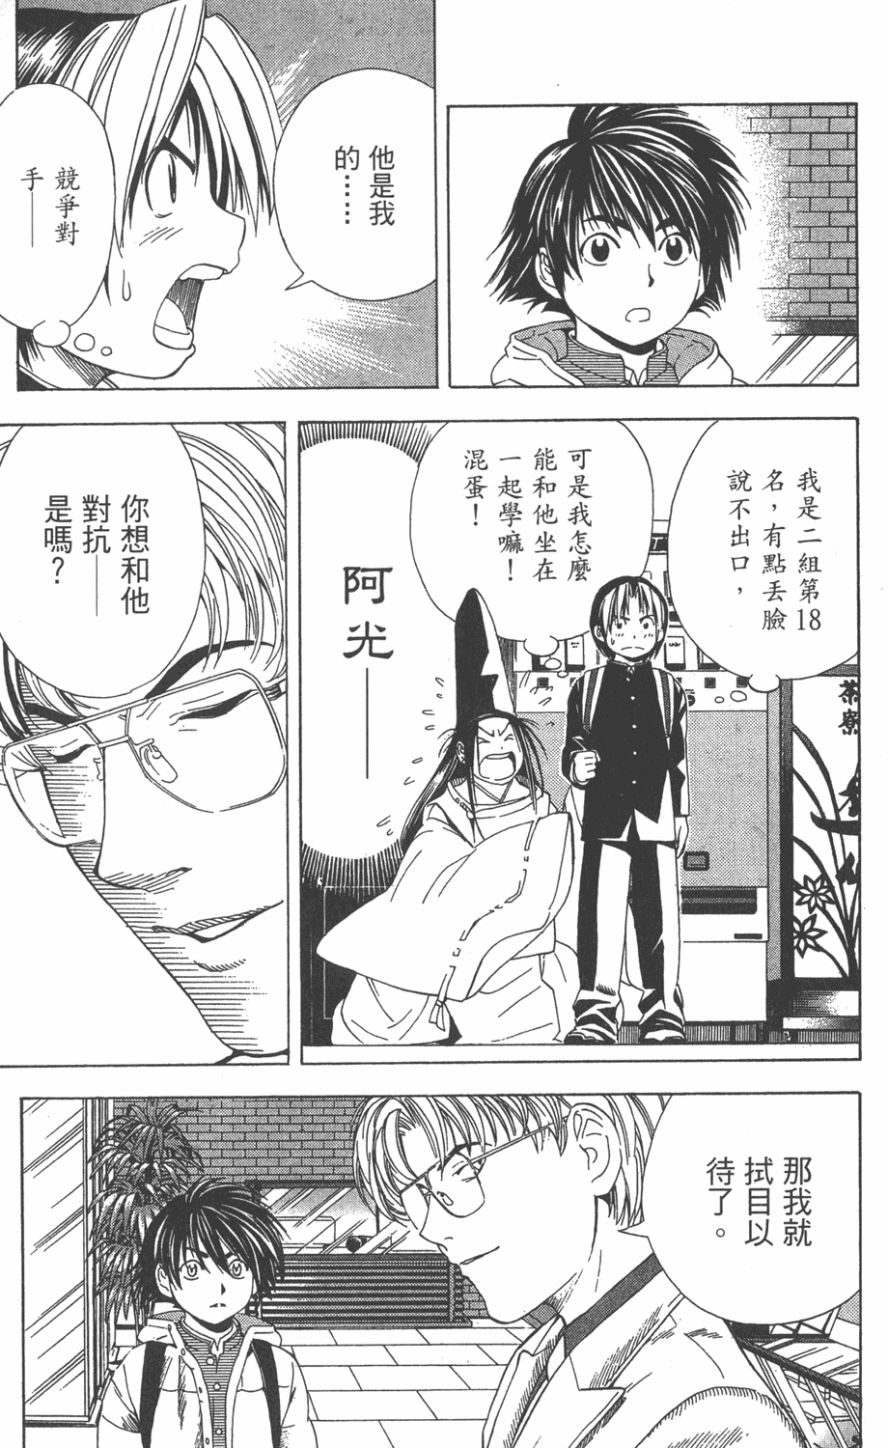 他是我
的⋯⋯
競爭對
手——
我是二組第18
名，有點丟臉
說不出口，
可是我怎麼
能和他坐在
一起學嘛！
混蛋！
阿光——
你想和他
對抗——
是嗎？
茶寮
那我就
拭目以
待了。